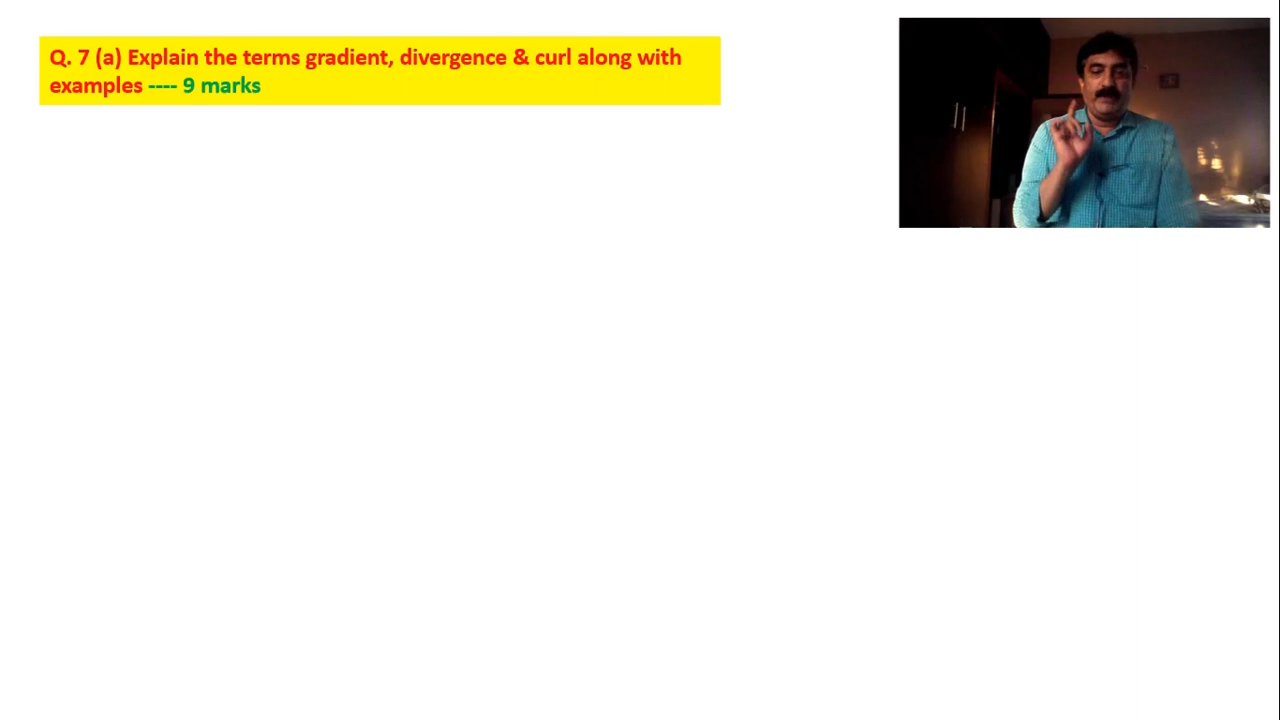 Q. 7 (a) Explain the terms gradient, divergence & curl along with
examples ---- 9 marks